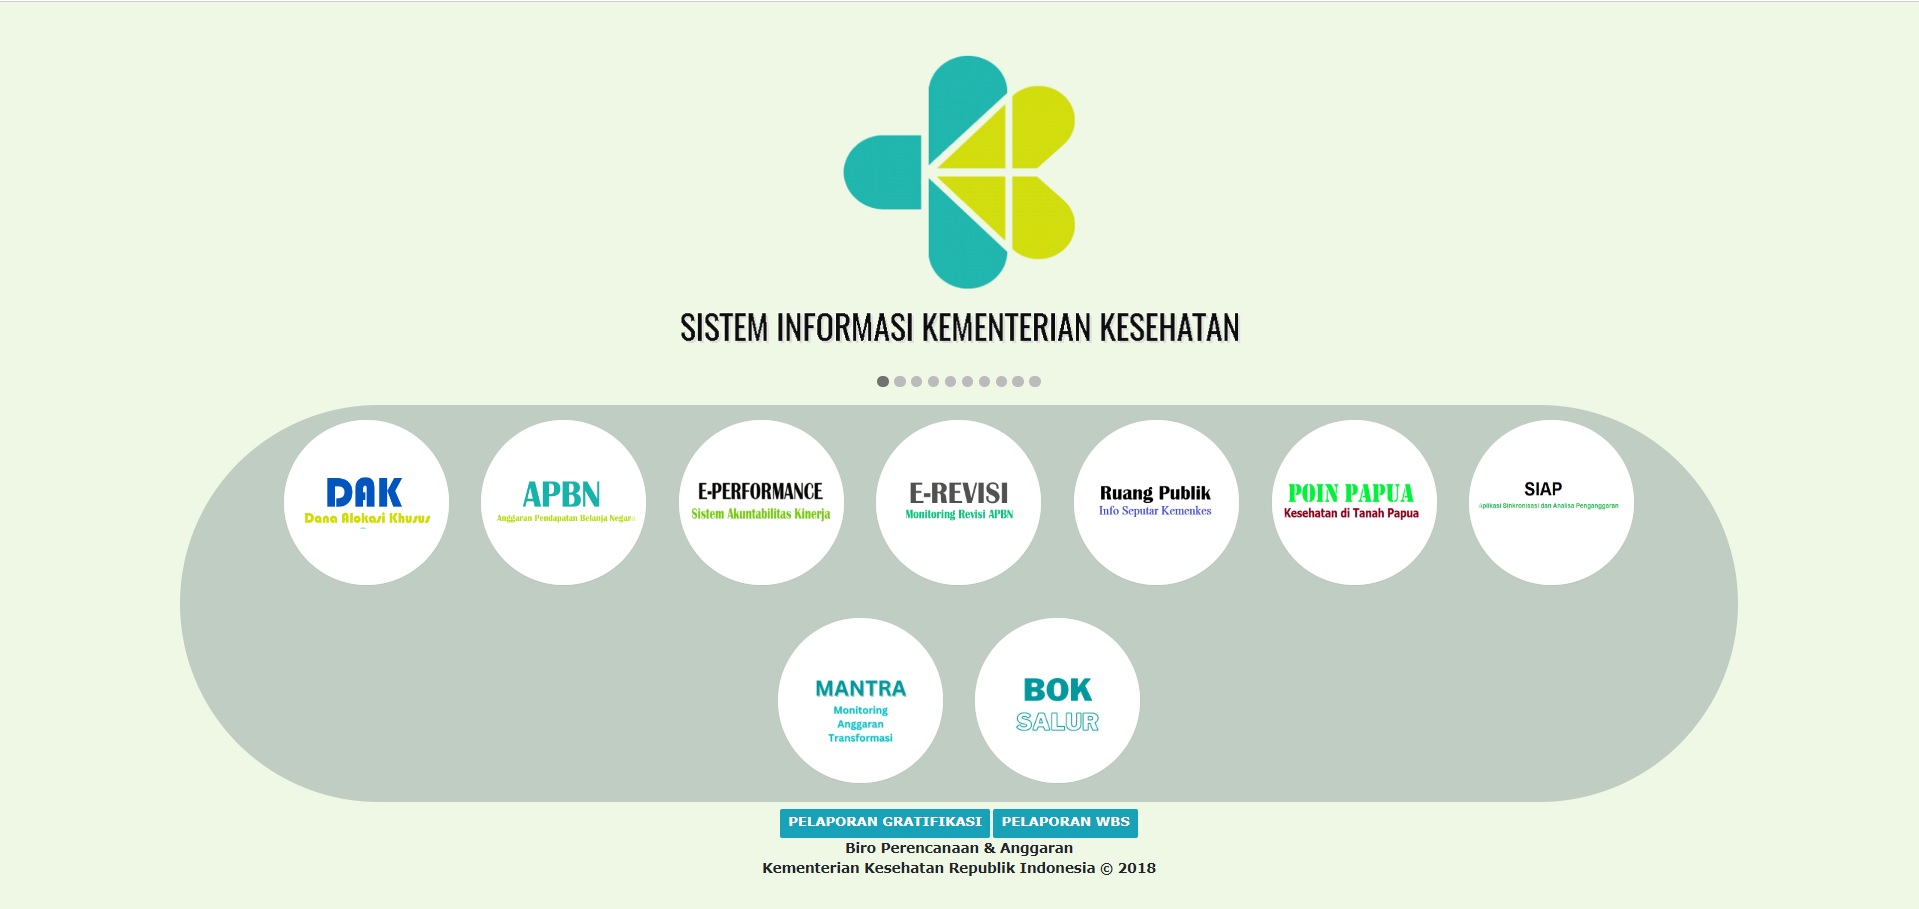 SISTEM INFORMASI KEMENTERIAN KESEHATAN
DAK
Dana Alokasi Khusus
APBN
Anggaran Pendapatan Belanja Negara
E-PERFORMANCE
Sistem Akuntabilitas Kinerja
E-REVISI
Monitoring Revisi APBN
Ruang Publik
Info Seputar Kemenkes
POIN PAPUA
Kesehatan di Tanah Papua
SIAP
Aplikasi Sinkronisasi dan Analisa Penganggaran
MANTRA
Monitoring
Anggaran
Transformasi
BOK
SALUR
PELAPORAN GRATIFIKASI
PELAPORAN WBS
Biro Perencanaan & Anggaran
Kementerian Kesehatan Republik Indonesia © 2018